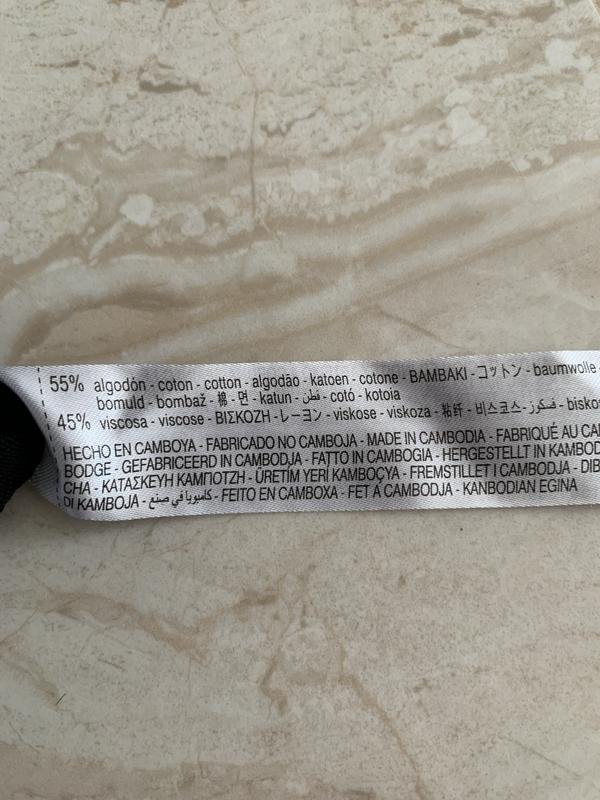 55% algodón - coton - cotton - algodão - katoen - cotone - BAMBAKI - コットン - baumwolle -
bomuld - bombaž - 棉 - 면 - katun - قطن - cotó - kotoia
45% viscosa - viscose - ΒΙΣΚΟΖΗ - レーヨン - viskose - viskoza - 粘纤 - 비스코스 - فسكوز - bisko
HECHO EN CAMBOYA - FABRICADO NO CAMBOJA - MADE IN CAMBODIA - FABRIQUÉ AU CA
BODGE - GEFABRICEERD IN CAMBODJA - FATTO IN CAMBOGIA - HERGESTELLT IN KAMBOD
CHA - ΚΑΤΑΣΚΕΥΗ ΚΑΜΠΟΤΖΗ - ÜRETİM YERİ KAMBOÇYA - FREMSTILLET I CAMBODJA - DIB
DI KAMBOJA - كامبوديا في صنع - FEITO EN CAMBOXA - FET A CAMBODJA - KANBODIAN EGINA